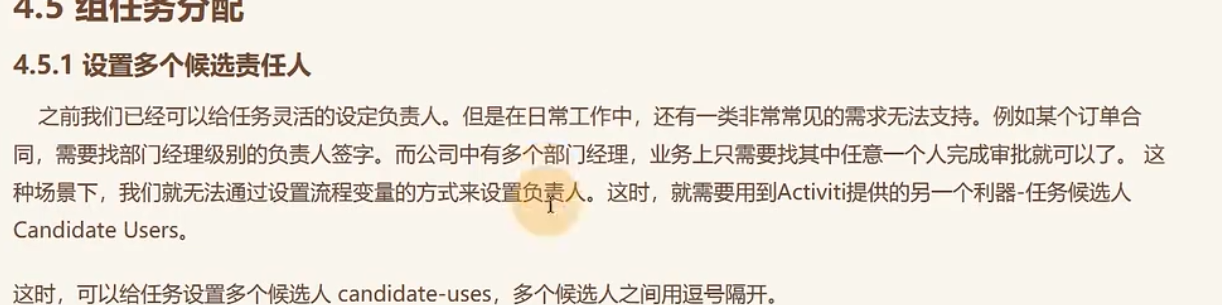 4.5 组任务分配
4.5.1 设置多个候选责任人
之前我们已经可以给任务灵活的设定负责人。但是在日常工作中，还有一类非常常见的需求无法支持。例如某个订单合
同，需要找部门经理级别的负责人签字。而公司中有多个部门经理，业务上只需要找其中任意一个人完成审批就可以了。 这
种场景下，我们就无法通过设置流程变量的方式来设置负责人。这时，就需要用到Activiti提供的另一个利器-任务候选人
Candidate Users。
这时，可以给任务设置多个候选人 candidate-uses，多个候选人之间用逗号隔开。